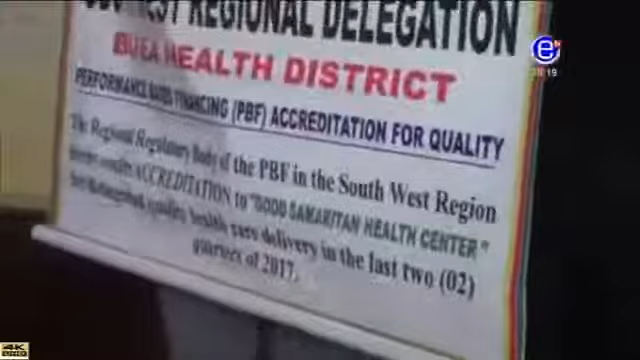 REGIONAL DELEGATION
BUEA HEALTH DISTRICT
PERFORMANCE BASED FINANCING (PBF) ACCREDITATION FOR QUALITY
The Regional Regulatory Body of the PBF in the South West Region
ACCREDITATION to "GOOD SAMARITAN HEALTH CENTER"
quality health care delivery in the last two (02)
quarters of 2017.
e
19
4K